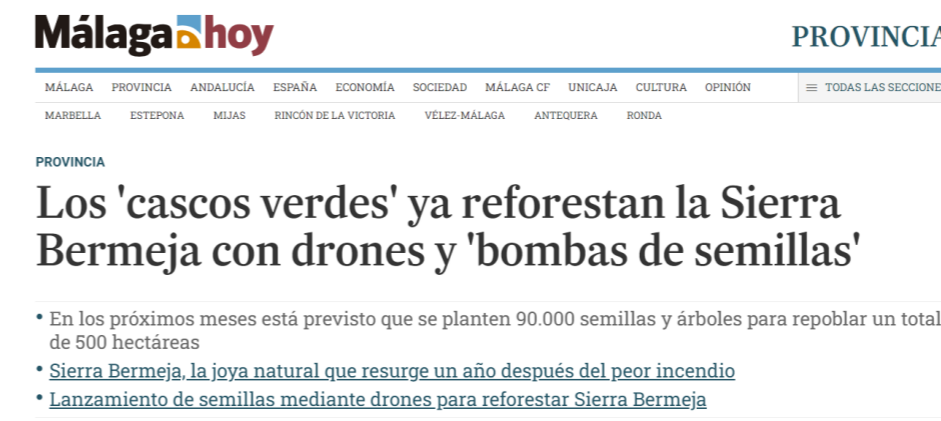 Málaga hoy
PROVINCIA
MÁLAGA PROVINCIA ANDALUCÍA ESPAÑA ECONOMÍA SOCIEDAD MÁLAGA CF UNICAJA CULTURA OPINIÓN ≡ TODAS LAS SECCIONE
MARBELLA ESTEPONA MIJAS RINCÓN DE LA VICTORIA VÉLEZ-MÁLAGA ANTEQUERA RONDA
PROVINCIA
Los 'cascos verdes' ya reforestan la Sierra
Bermeja con drones y 'bombas de semillas'
• En los próximos meses está previsto que se planten 90.000 semillas y árboles para repoblar un total
de 500 hectáreas
• Sierra Bermeja, la joya natural que resurge un año después del peor incendio
• Lanzamiento de semillas mediante drones para reforestar Sierra Bermeja